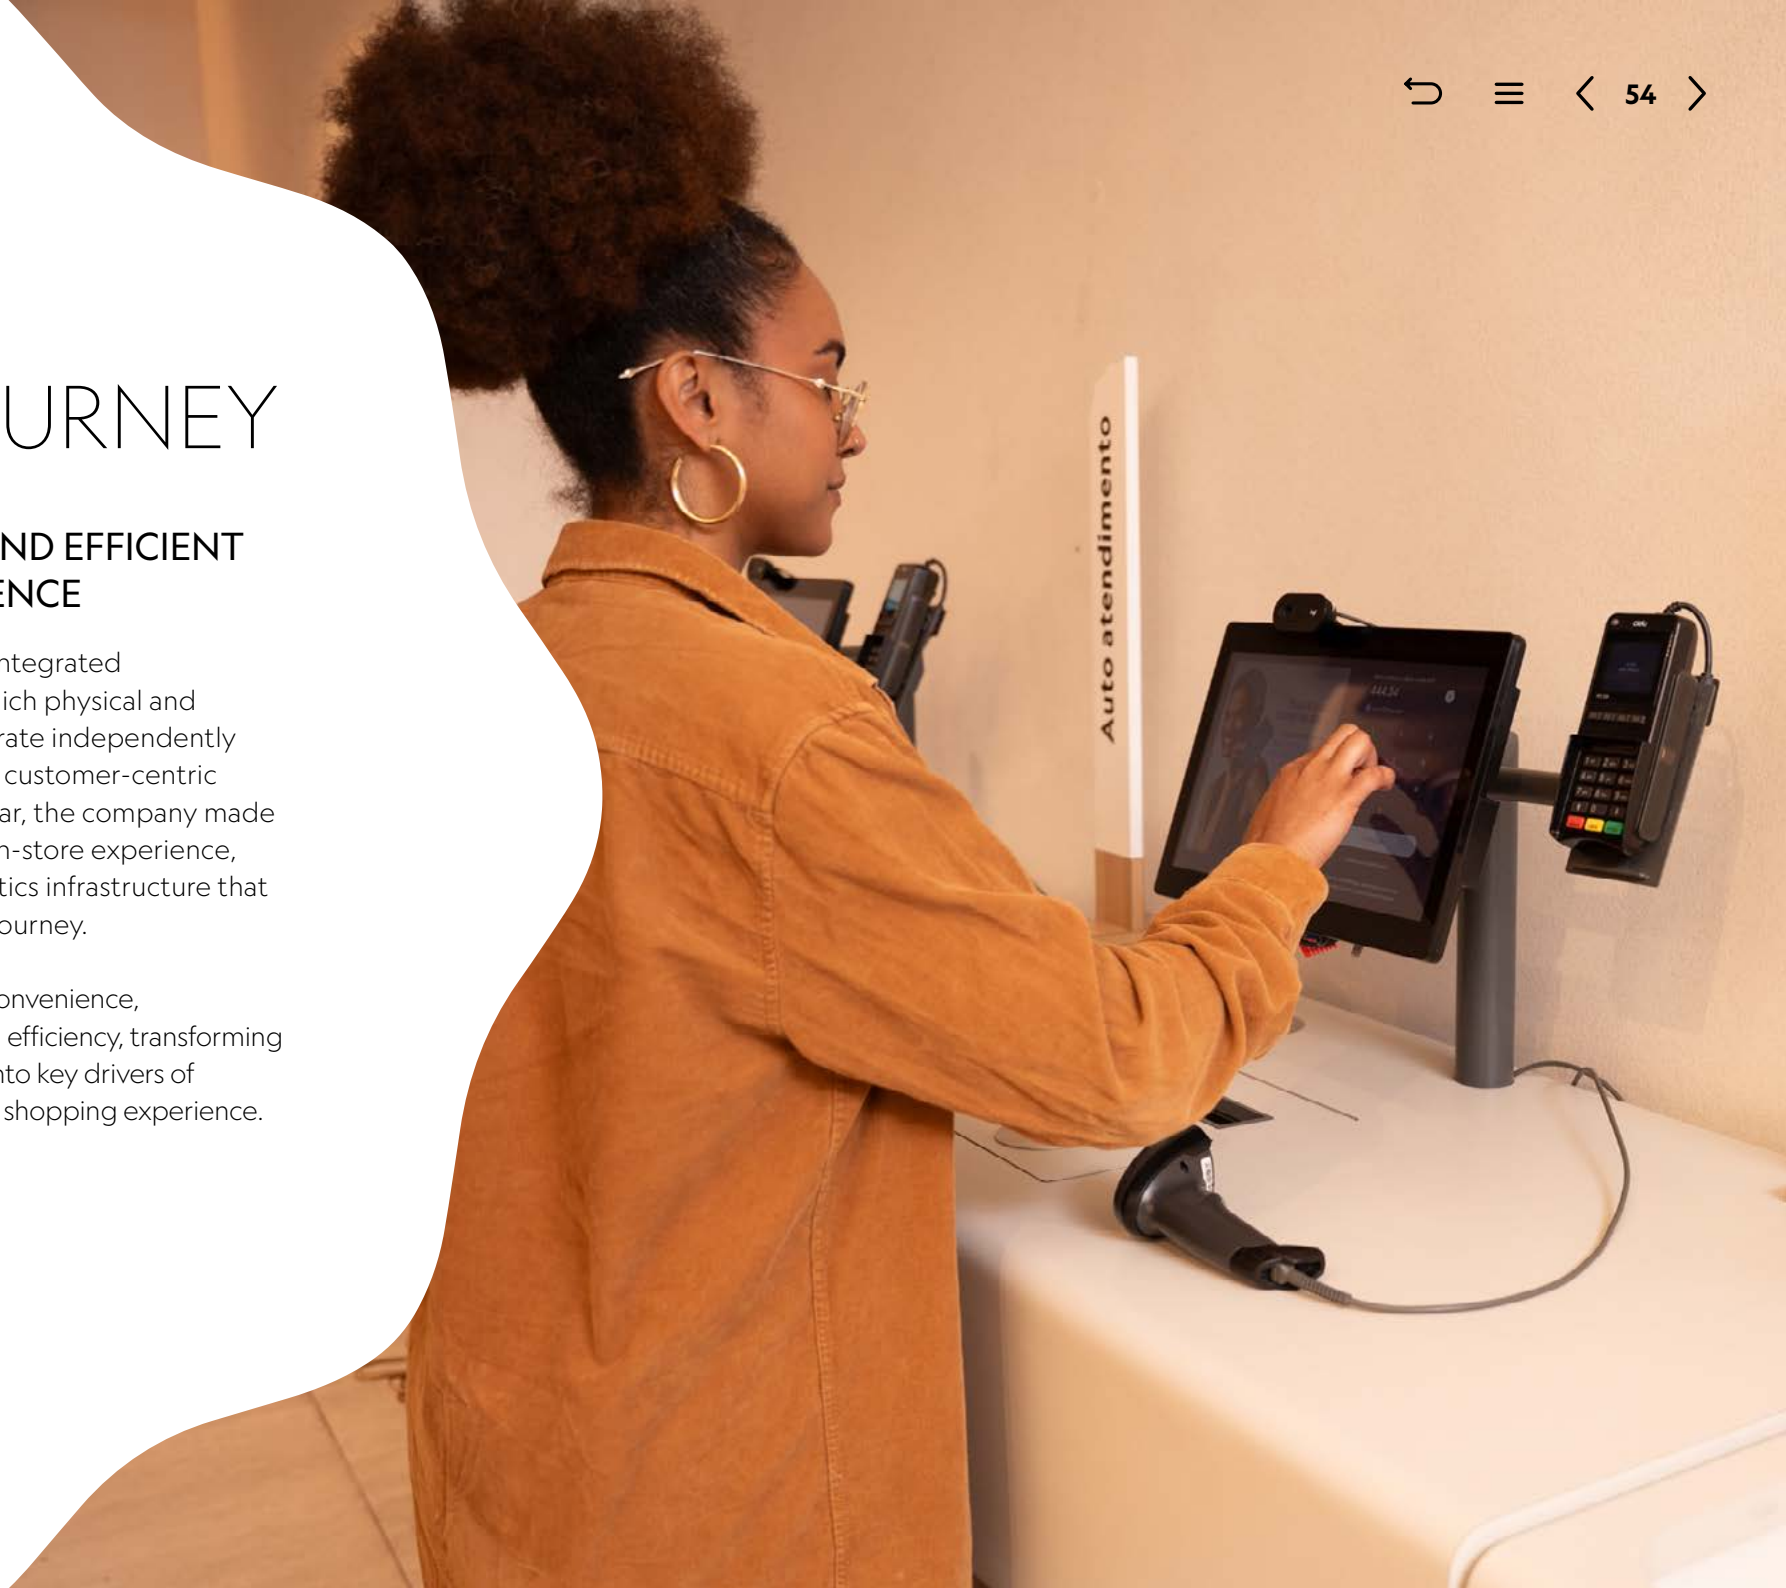 54
URNEY
ND EFFICIENT
ENCE
ntegrated
ich physical and
rate independently
customer-centric
ar, the company made
n-store experience,
tics infrastructure that
ourney.
onvenience,
efficiency, transforming
nto key drivers of
shopping experience.
Auto atendimento